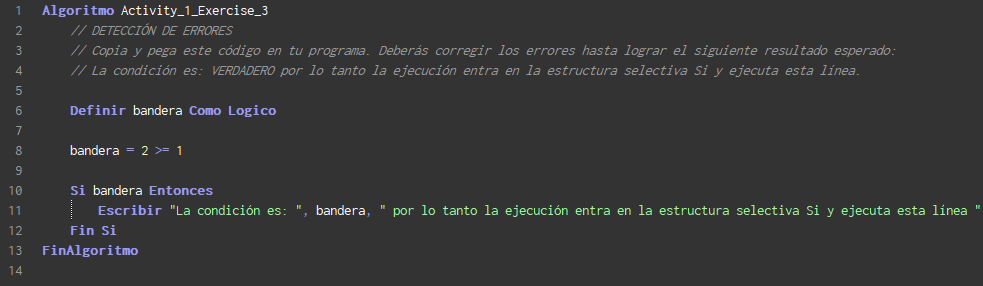 1 Algoritmo Activity_1_Exercise_3
2 // DETECCIÓN DE ERRORES
3 // Copia y pega este código en tu programa. Deberás corregir los errores hasta lograr el siguiente resultado esperado:
4 // La condición es: VERDADERO por lo tanto la ejecución entra en la estructura selectiva Si y ejecuta esta línea.
5
6 Definir bandera Como Logico
7
8 bandera = 2 >= 1
9
10 Si bandera Entonces
11 Escribir "La condición es: ", bandera, " por lo tanto la ejecución entra en la estructura selectiva Si y ejecuta esta línea "
12 Fin Si
13 FinAlgoritmo
14